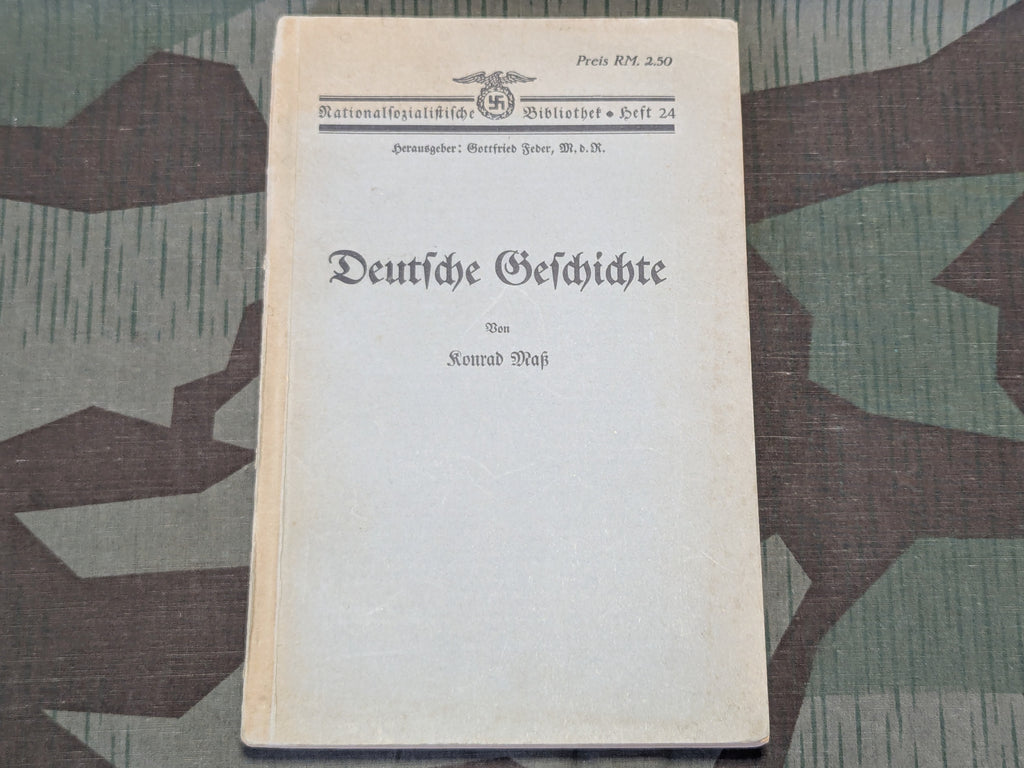 Preis RM. 2.50
Nationalsozialistische Bibliothek • Heft 24
Herausgeber: Gottfried Feder, M. d. R.
Deutsche Geschichte
Von
Konrad Maß